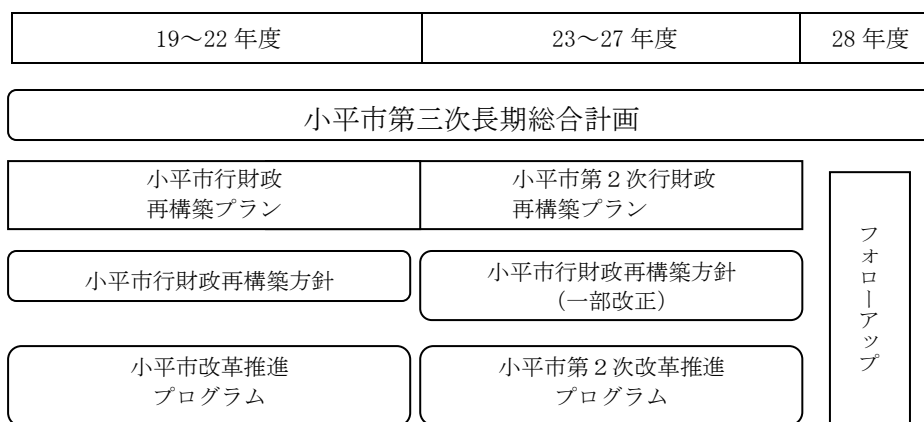 19～22 年度
23～27 年度
28 年度
小平市第三次長期総合計画
小平市行財政
再構築プラン
小平市第２次行財政
再構築プラン
小平市行財政再構築方針
小平市行財政再構築方針
（一部改正）
小平市改革推進
プログラム
小平市第２次改革推進
プログラム
フォローアップ